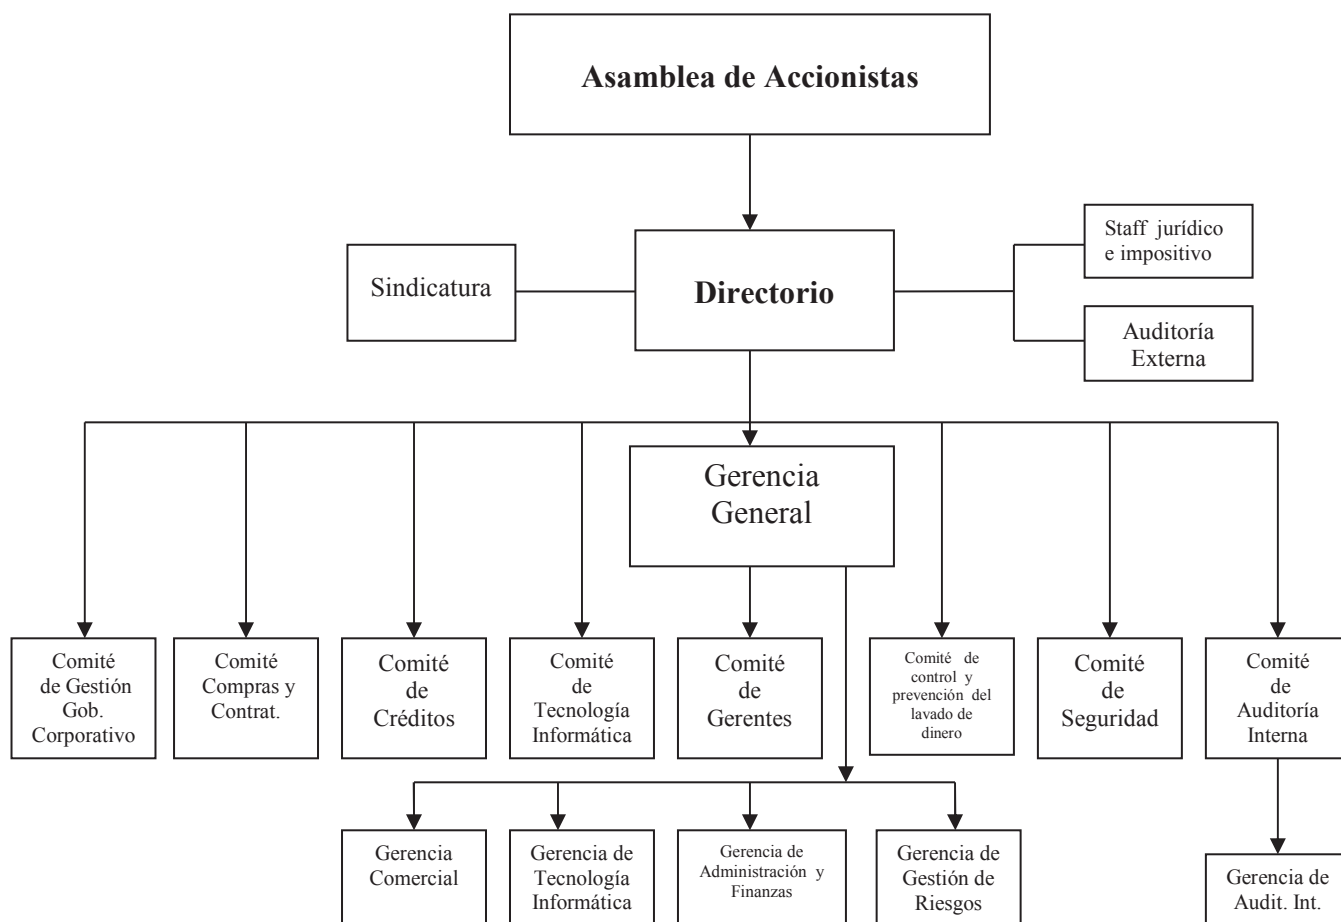 Asamblea de Accionistas
Staff jurídico
e impositivo
Sindicatura
Directorio
Auditoría
Externa
Gerencia
General
Comité
de Gestión
Gob.
Corporativo
Comité
Compras y
Contrat.
Comité
de
Créditos
Comité
de
Tecnología
Informática
Comité
de
Gerentes
Comité de
control y
prevención del
lavado de
dinero
Comité
de
Seguridad
Comité
de
Auditoría
Interna
Gerencia
Comercial
Gerencia de
Tecnología
Informática
Gerencia de
Administración y
Finanzas
Gerencia de
Gestión de
Riesgos
Gerencia de
Audit. Int.